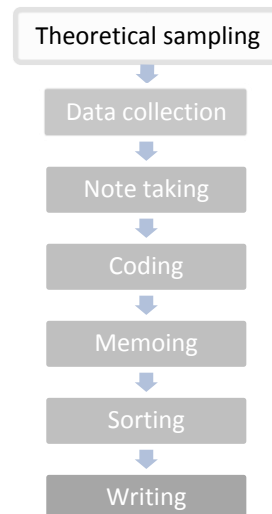 Theoretical sampling
Data collection
Note taking
Coding
Memoing
Sorting
Writing